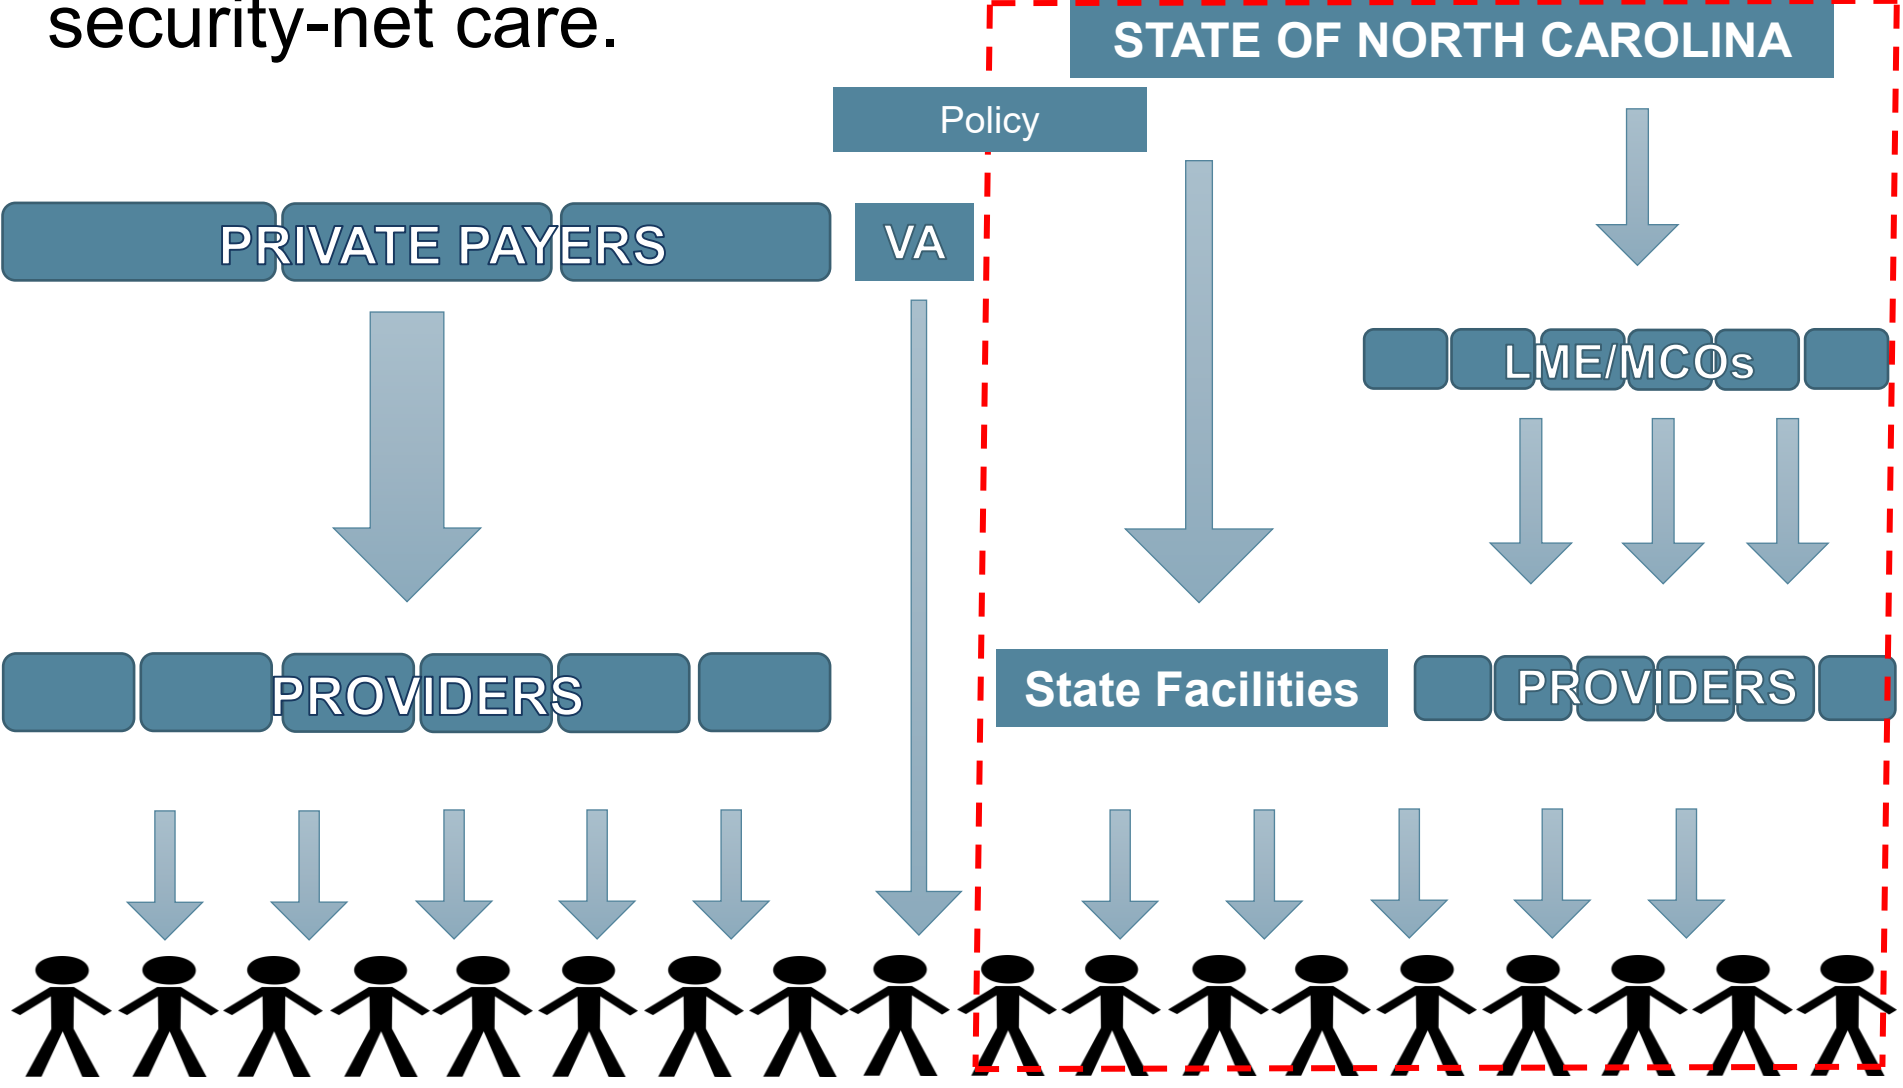 security-net care.
STATE OF NORTH CAROLINA
Policy
PRIVATE PAYERS
VA
LME/MCOs
PROVIDERS
State Facilities
PROVIDERS